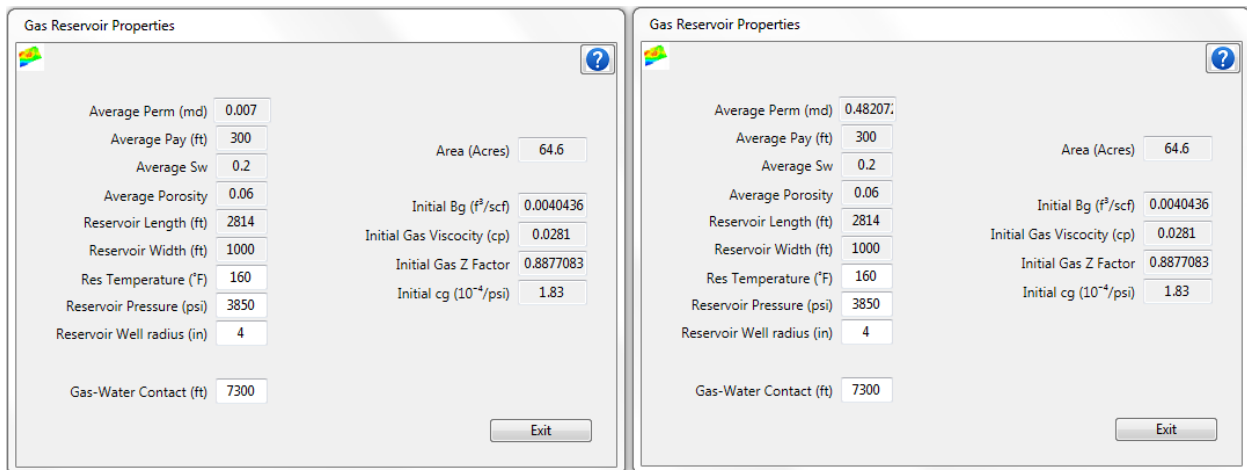 Gas Reservoir Properties
?
Average Perm (md) 0.007
Average Pay (ft) 300
Average Sw 0.2
Average Porosity 0.06
Reservoir Length (ft) 2814
Reservoir Width (ft) 1000
Res Temperature (°F) 160
Reservoir Pressure (psi) 3850
Reservoir Well radius (in) 4
Gas-Water Contact (ft) 7300
Area (Acres) 64.6
Initial Bg (f³/scf) 0.0040436
Initial Gas Viscocity (cp) 0.0281
Initial Gas Z Factor 0.8877083
Initial cg (10⁻⁴/psi) 1.83
Exit
Gas Reservoir Properties
?
Average Perm (md) 0.48207
Average Pay (ft) 300
Average Sw 0.2
Average Porosity 0.06
Reservoir Length (ft) 2814
Reservoir Width (ft) 1000
Res Temperature (°F) 160
Reservoir Pressure (psi) 3850
Reservoir Well radius (in) 4
Gas-Water Contact (ft) 7300
Area (Acres) 64.6
Initial Bg (f³/scf) 0.0040436
Initial Gas Viscocity (cp) 0.0281
Initial Gas Z Factor 0.8877083
Initial cg (10⁻⁴/psi) 1.83
Exit